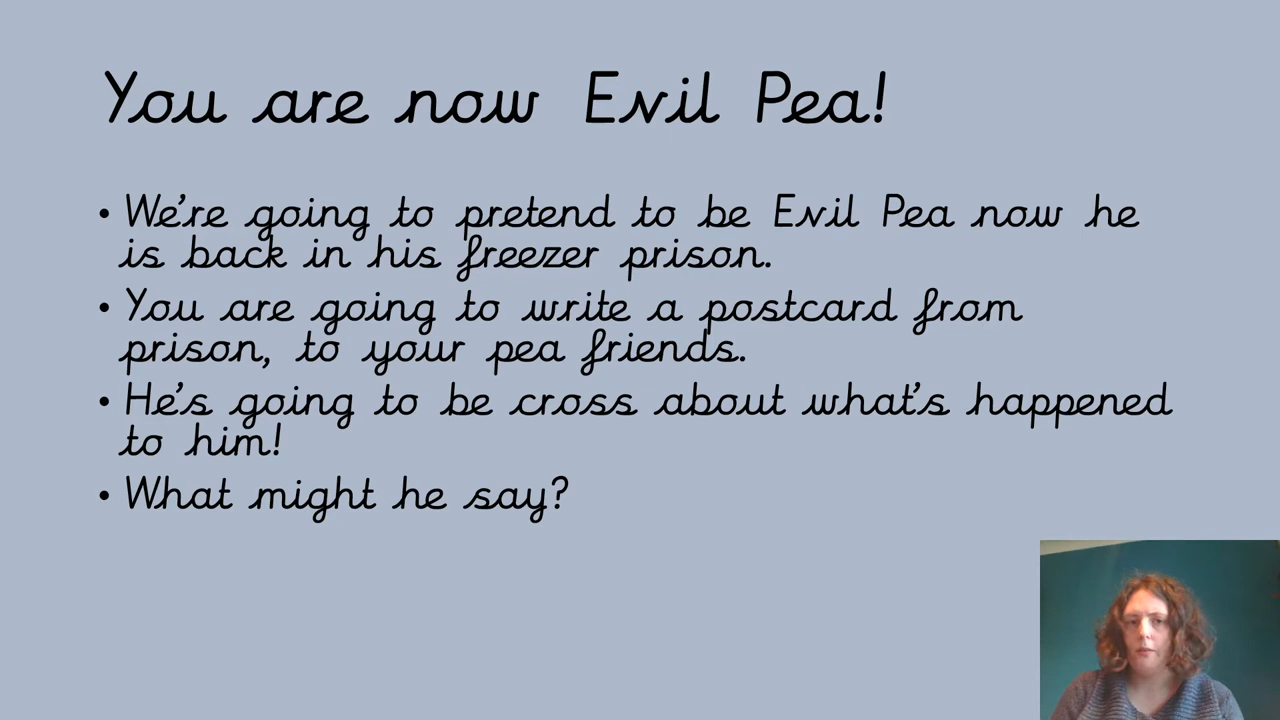 You are now Evil Pea!
• We're going to pretend to be Evil Pea now he
is back in his freezer prison.
• You are going to write a postcard from
prison, to your pea friends.
• He's going to be cross about what's happened
to him!
• What might he say?